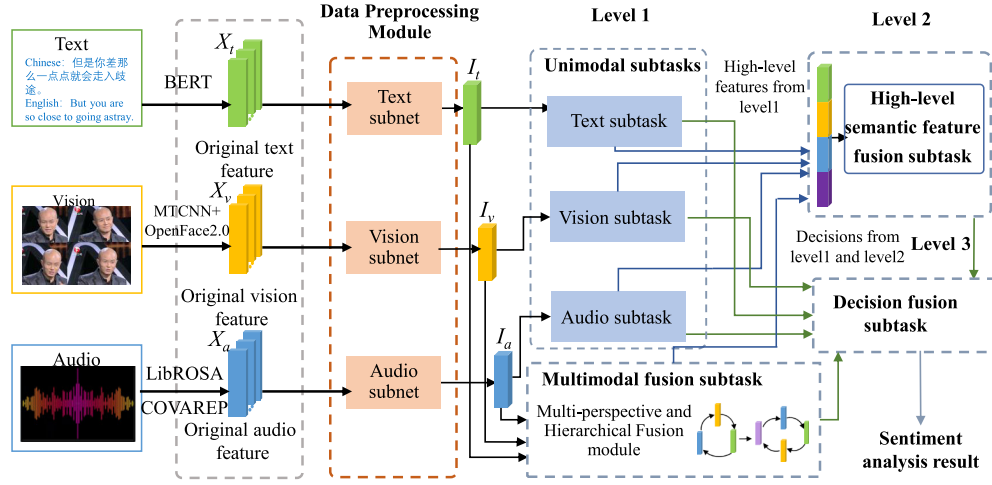 Text
Chinese: 但是你差那
么一点点就会走入歧
途。
English: But you are
so close to going astray.
BERT
X_t
Original text
feature
Vision
MTCNN+
OpenFace2.0
X_v
Original vision
feature
Audio
LibROSA
COVAREP
X_a
Original audio
feature
Data Preprocessing
Module
Text
subnet
Vision
subnet
Audio
subnet
I_t
I_v
I_a
Level 1
Unimodal subtasks
Text subtask
Vision subtask
Audio subtask
Multimodal fusion subtask
Multi-perspective and
Hierarchical Fusion
module
High-level
features from
level1
Level 2
High-level
semantic feature
fusion subtask
Decisions from
level1 and level2
Level 3
Decision fusion
subtask
Sentiment
analysis result